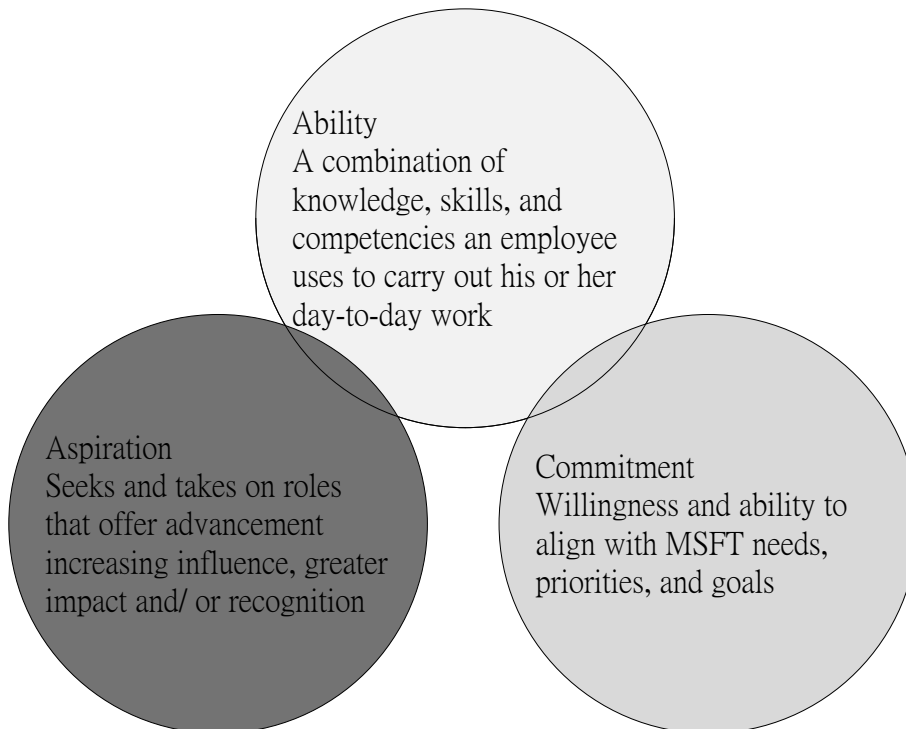 Ability
A combination of
knowledge, skills, and
competencies an employee
uses to carry out his or her
day-to-day work
Aspiration
Seeks and takes on roles
that offer advancement
increasing influence, greater
impact and/ or recognition
Commitment
Willingness and ability to
align with MSFT needs,
priorities, and goals